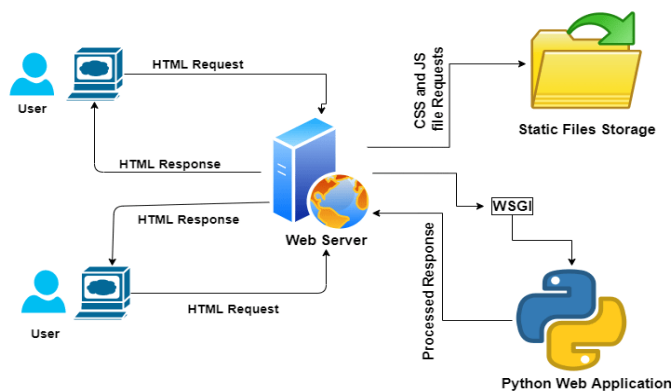 HTML Request
User
HTML Response
CSS and JS
file Requests
Static Files Storage
HTML Response
Web Server
WSGI
User
HTML Request
Processed Response
Python Web Application